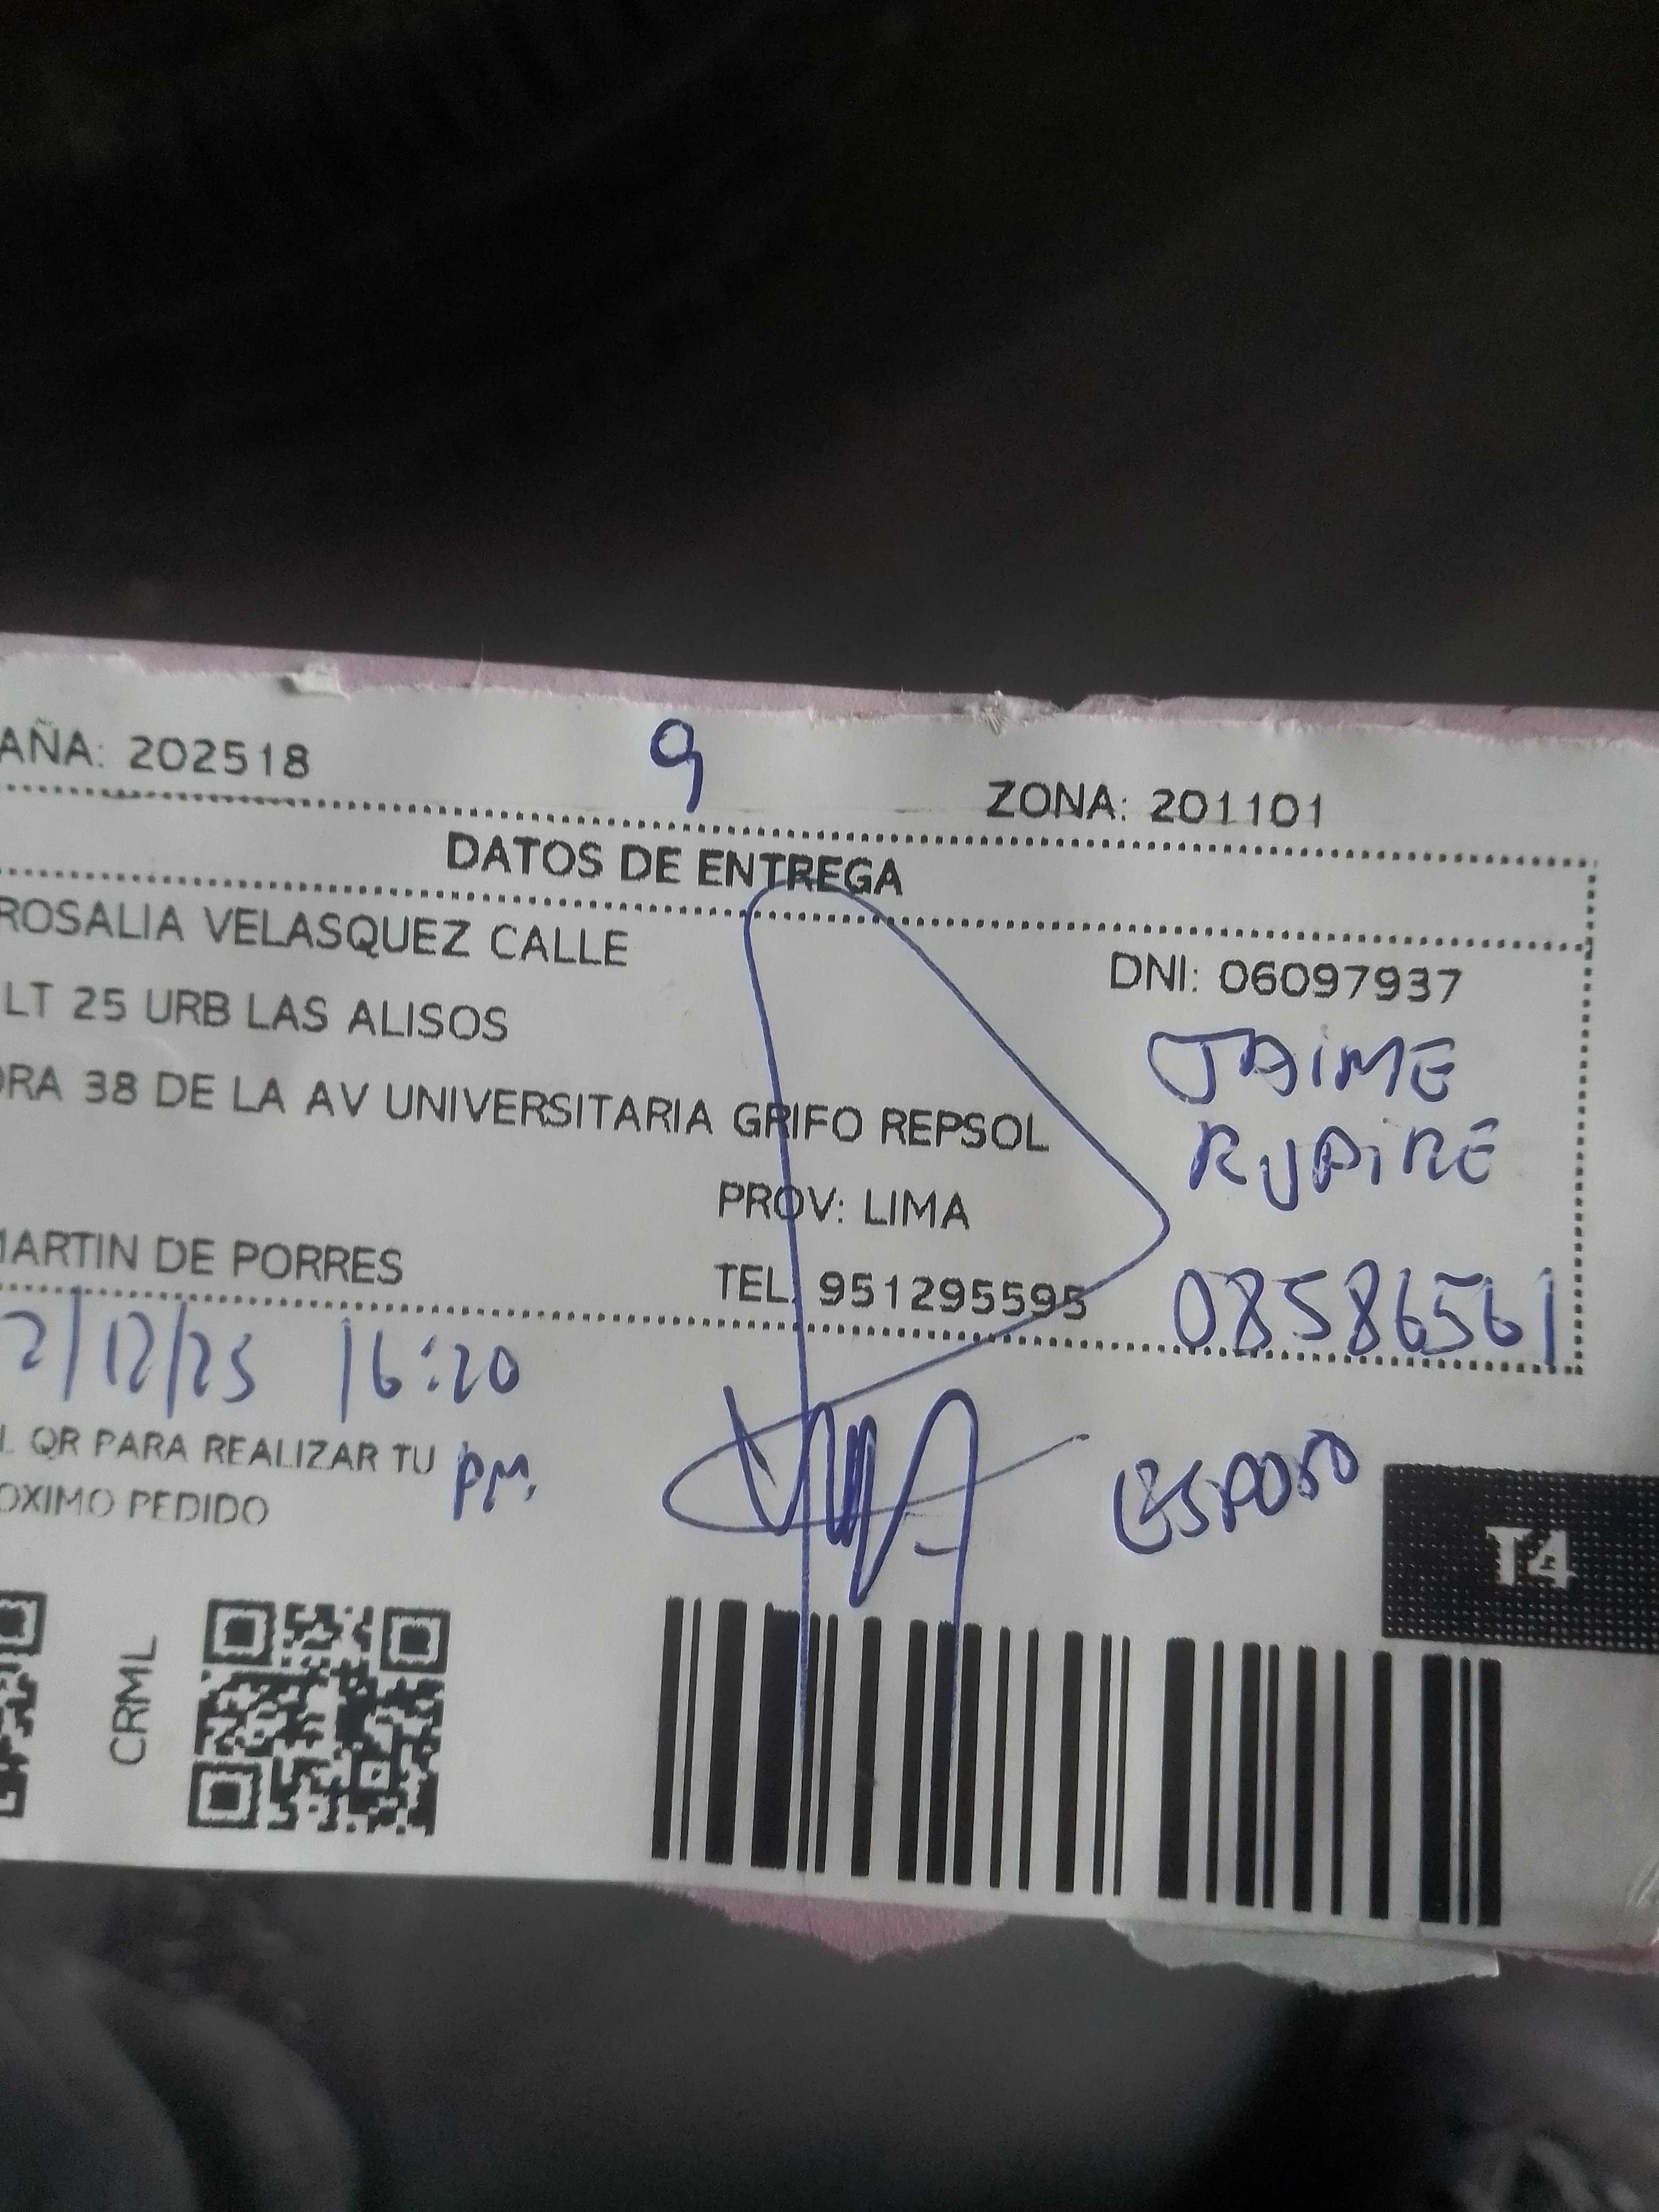 AÑA: 202518
9
ZONA: 201101
DATOS DE ENTREGA
ROSALIA VELASQUEZ CALLE
DNI: 06097937
LT 25 URB LAS ALISOS
JAIME
RUPIRE
DRA 38 DE LA AV UNIVERSITARIA GRIFO REPSOL
PROV: LIMA
MARTIN DE PORRES
TEL. 951295595
08586561
2/12/25 16:20
PM.
L QR PARA REALIZAR TU
OXIMO PEDIDO
ESPOSO
T4
CRML